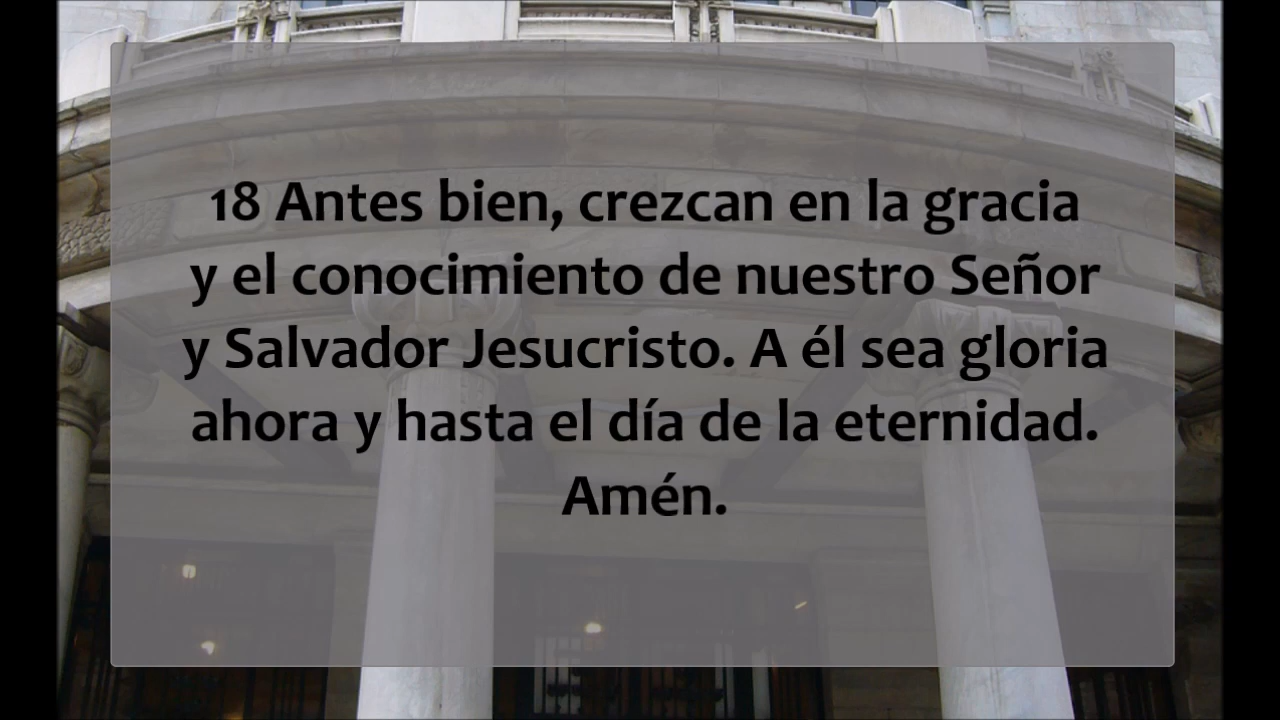 18 Antes bien, crezcan en la gracia
y el conocimiento de nuestro Señor
y Salvador Jesucristo. A él sea gloria
ahora y hasta el día de la eternidad.
Amén.